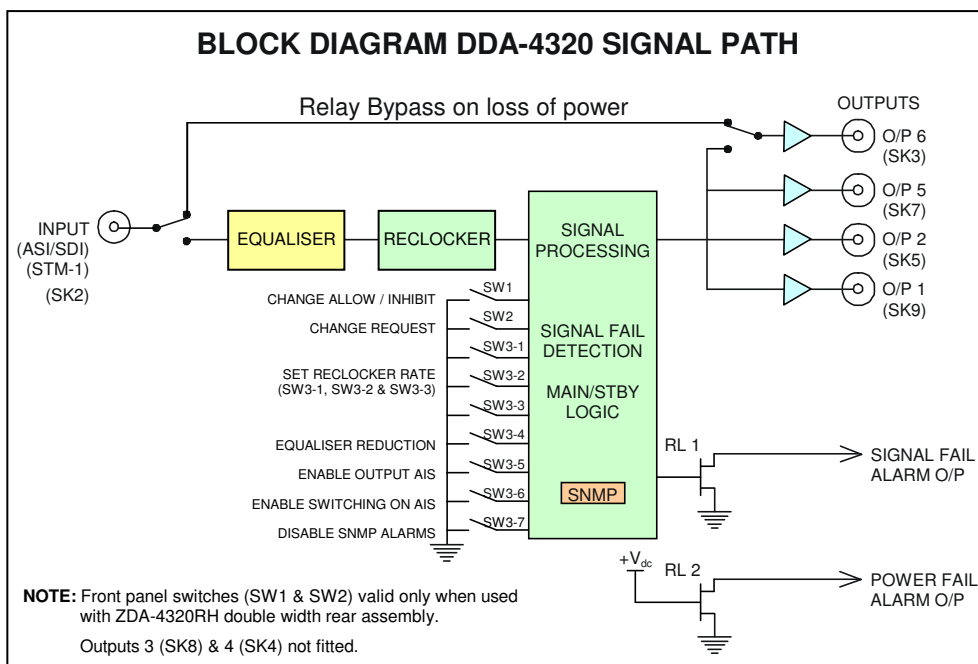 BLOCK DIAGRAM DDA-4320 SIGNAL PATH
Relay Bypass on loss of power
OUTPUTS
O/P 6
(SK3)
O/P 5
(SK7)
O/P 2
(SK5)
O/P 1
(SK9)
INPUT
(ASI/SDI)
(STM-1)
(SK2)
EQUALISER
RECLOCKER
SIGNAL
PROCESSING
SIGNAL FAIL
DETECTION
MAIN/STBY
LOGIC
SNMP
CHANGE ALLOW / INHIBIT
SW1
CHANGE REQUEST
SW2
SW3-1
SET RECLOCKER RATE
(SW3-1, SW3-2 & SW3-3)
SW3-2
SW3-3
EQUALISER REDUCTION
SW3-4
ENABLE OUTPUT AIS
SW3-5
ENABLE SWITCHING ON AIS
SW3-6
DISABLE SNMP ALARMS
SW3-7
RL 1
SIGNAL FAIL
ALARM O/P
+Vdc
RL 2
POWER FAIL
ALARM O/P
NOTE: Front panel switches (SW1 & SW2) valid only when used
with ZDA-4320RH double width rear assembly.
Outputs 3 (SK8) & 4 (SK4) not fitted.